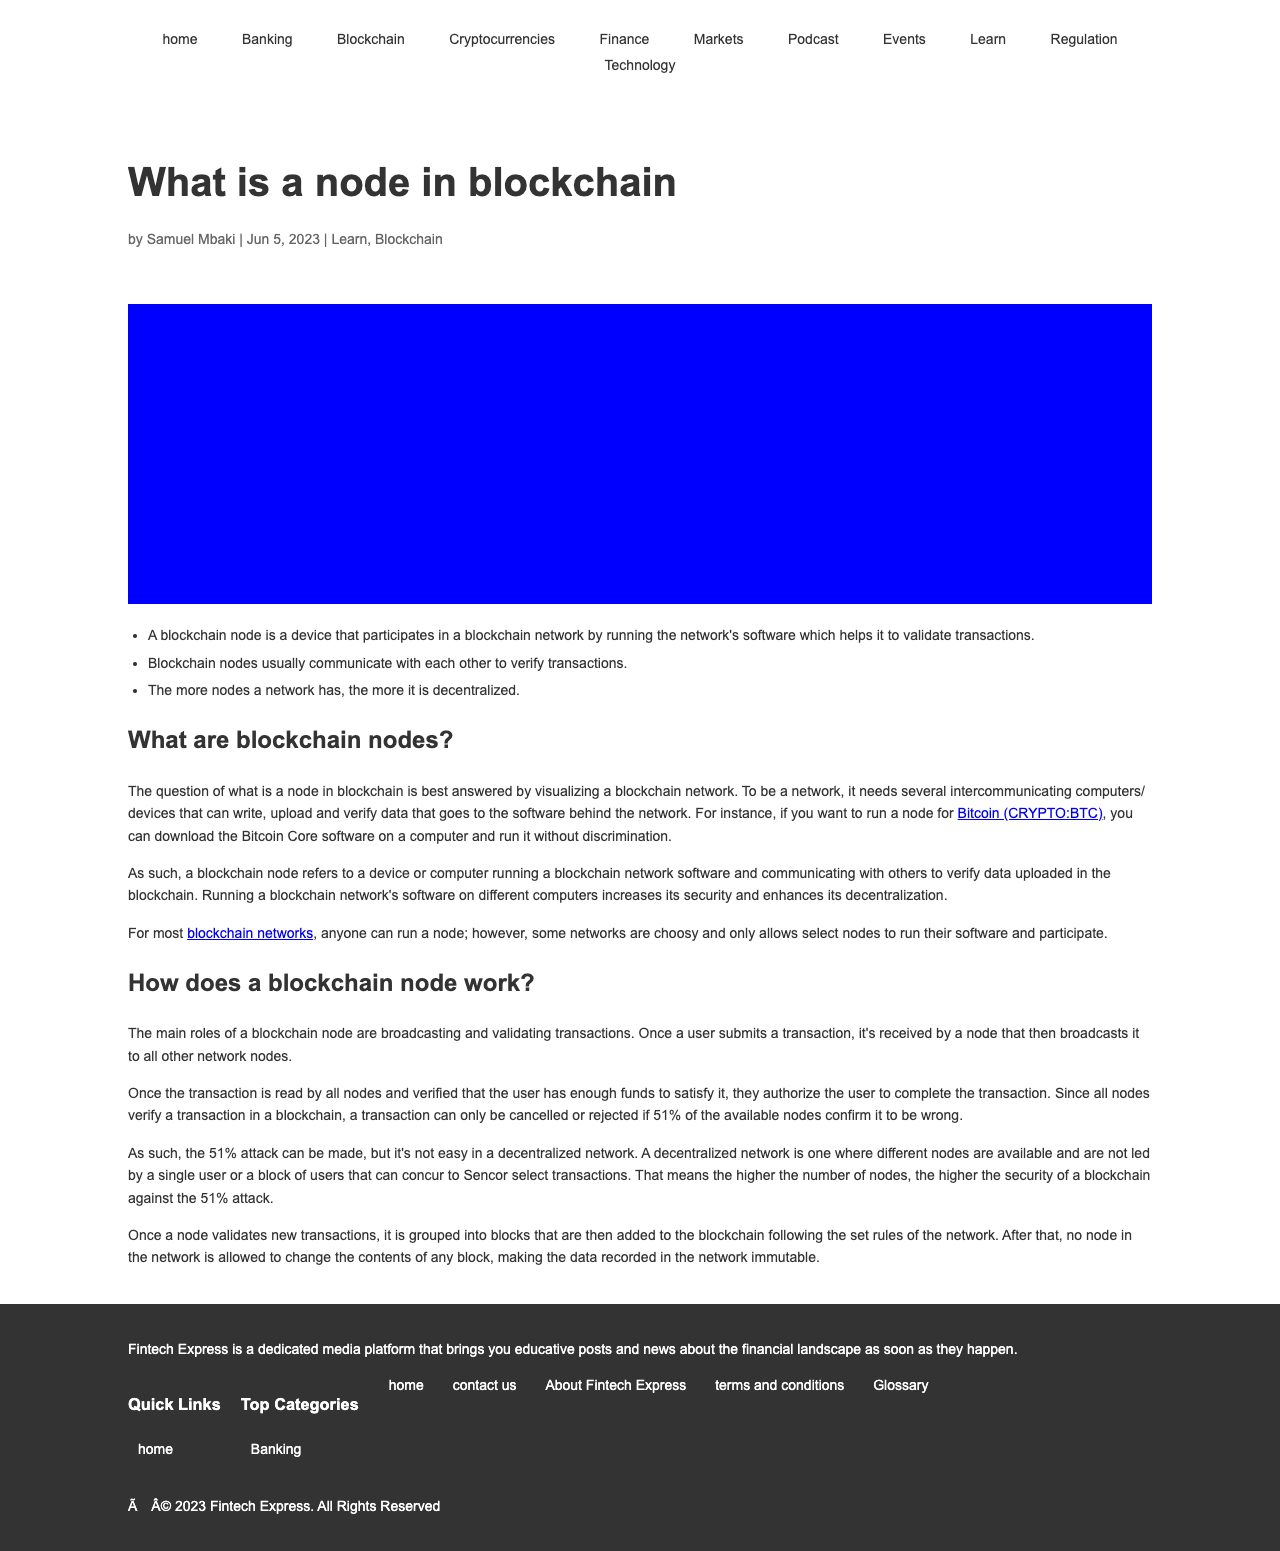 home Banking Blockchain Cryptocurrencies Finance Markets Podcast Events Learn Regulation
Technology
What is a node in blockchain
by Samuel Mbaki | Jun 5, 2023 | Learn, Blockchain
• A blockchain node is a device that participates in a blockchain network by running the network's software which helps it to validate transactions.
• Blockchain nodes usually communicate with each other to verify transactions.
• The more nodes a network has, the more it is decentralized.
What are blockchain nodes?
The question of what is a node in blockchain is best answered by visualizing a blockchain network. To be a network, it needs several intercommunicating computers/
devices that can write, upload and verify data that goes to the software behind the network. For instance, if you want to run a node for Bitcoin (CRYPTO:BTC), you
can download the Bitcoin Core software on a computer and run it without discrimination.
As such, a blockchain node refers to a device or computer running a blockchain network software and communicating with others to verify data uploaded in the
blockchain. Running a blockchain network's software on different computers increases its security and enhances its decentralization.
For most blockchain networks, anyone can run a node; however, some networks are choosy and only allows select nodes to run their software and participate.
How does a blockchain node work?
The main roles of a blockchain node are broadcasting and validating transactions. Once a user submits a transaction, it's received by a node that then broadcasts it
to all other network nodes.
Once the transaction is read by all nodes and verified that the user has enough funds to satisfy it, they authorize the user to complete the transaction. Since all nodes
verify a transaction in a blockchain, a transaction can only be cancelled or rejected if 51% of the available nodes confirm it to be wrong.
As such, the 51% attack can be made, but it's not easy in a decentralized network. A decentralized network is one where different nodes are available and are not led
by a single user or a block of users that can concur to Sencor select transactions. That means the higher the number of nodes, the higher the security of a blockchain
against the 51% attack.
Once a node validates new transactions, it is grouped into blocks that are then added to the blockchain following the set rules of the network. After that, no node in
the network is allowed to change the contents of any block, making the data recorded in the network immutable.
Fintech Express is a dedicated media platform that brings you educative posts and news about the financial landscape as soon as they happen.
home contact us About Fintech Express terms and conditions Glossary
Quick Links Top Categories
home Banking
Ã Â© 2023 Fintech Express. All Rights Reserved